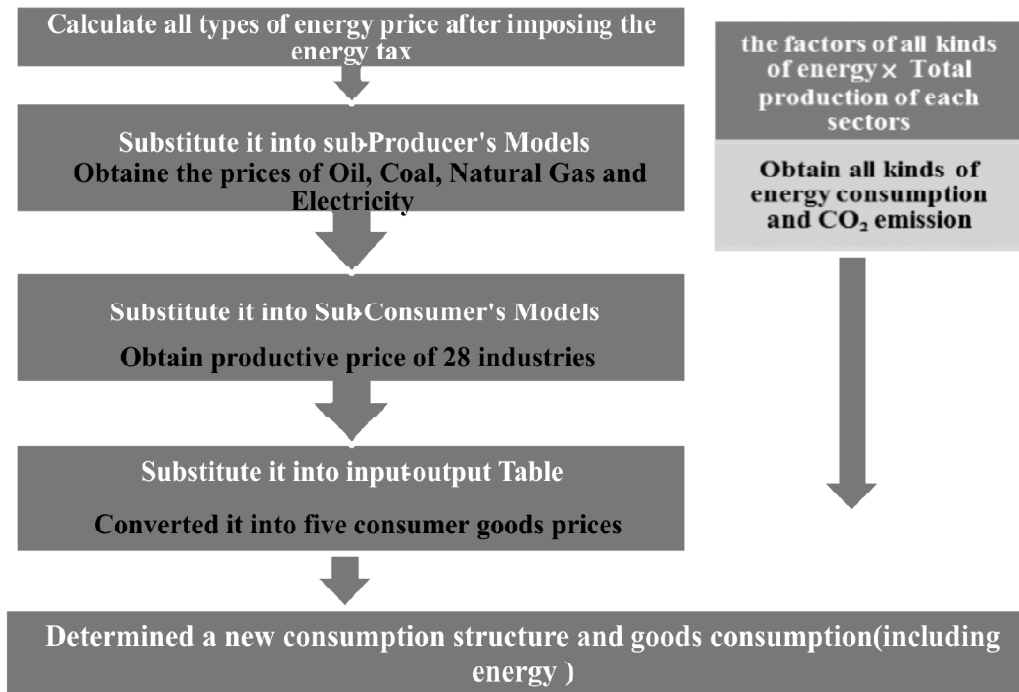 Calculate all types of energy price after imposing the
energy tax
Substitute it into sub-Producer's Models
Obtaine the prices of Oil, Coal, Natural Gas and
Electricity
Substitute it into Sub-Consumer's Models
Obtain productive price of 28 industries
Substitute it into input-output Table
Converted it into five consumer goods prices
Determined a new consumption structure and goods consumption(including
energy )
the factors of all kinds
of energy× Total
production of each
sectors
Obtain all kinds of
energy consumption
and CO₂ emission